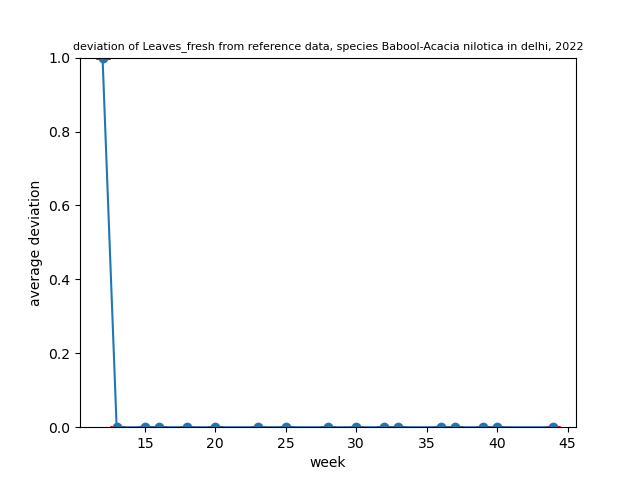 deviation of Leaves_fresh from reference data, species Babool-Acacia nilotica in delhi, 2022
1.0
0.8
0.6
0.4
0.2
0.0
average deviation
15 20 25 30 35 40 45
week